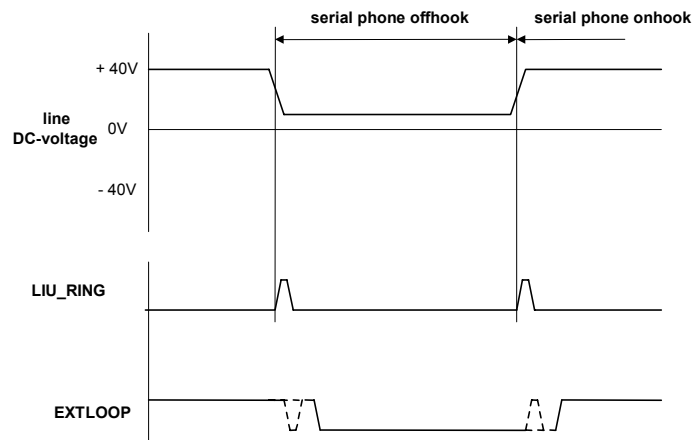 serial phone offhook
serial phone onhook
+ 40V
line
DC-voltage
0V
- 40V
LIU_RING
EXTLOOP